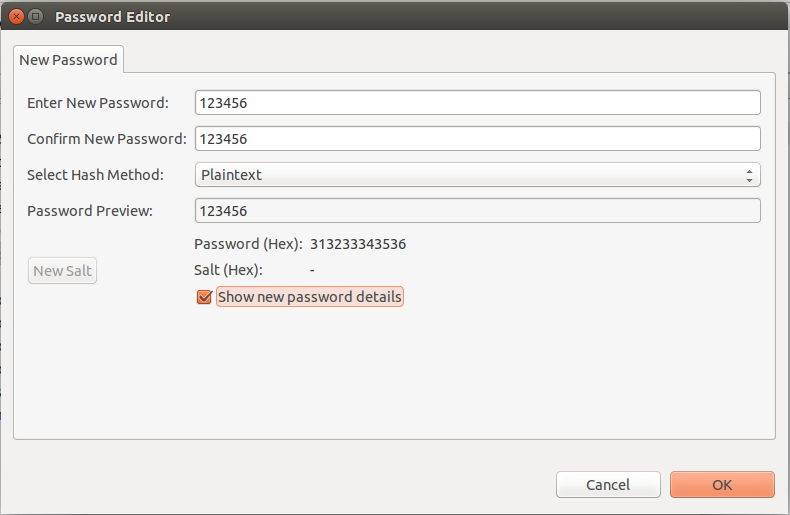 Password Editor
New Password
Enter New Password: 123456
Confirm New Password: 123456
Select Hash Method: Plaintext
Password Preview: 123456
Password (Hex): 313233343536
Salt (Hex): -
New Salt
Show new password details
Cancel OK